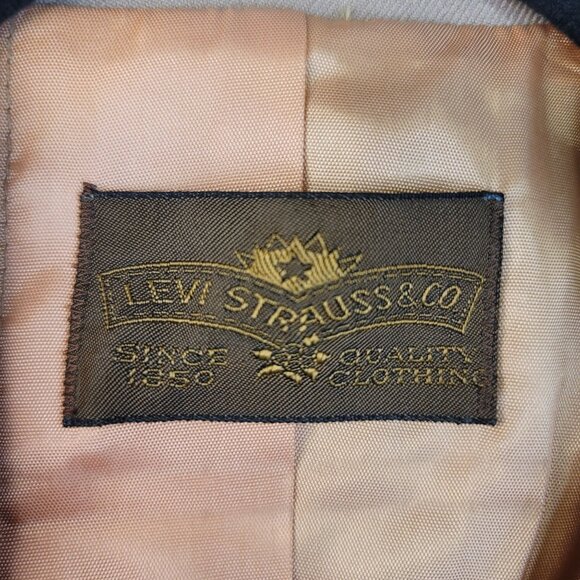 LEVI STRAUSS & CO
SINCE QUALITY
1850 CLOTHING